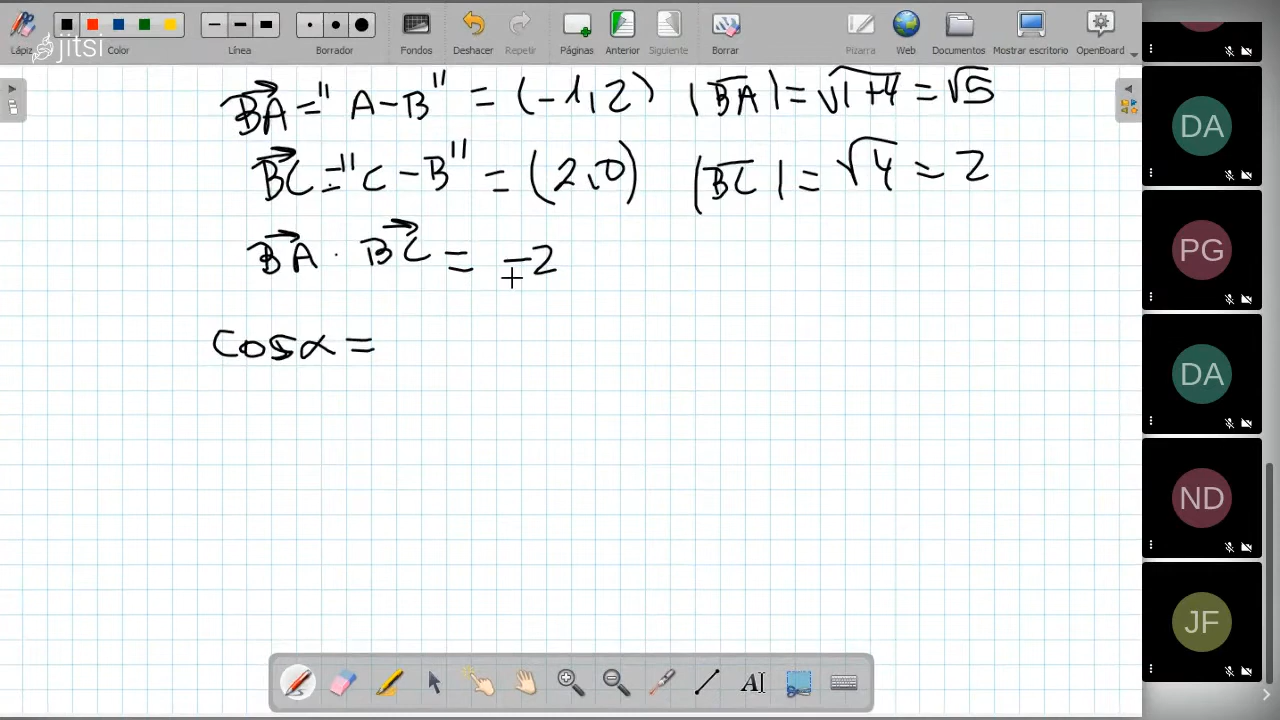 Lápiz Color Línea Borrador Fondos Deshacer Repetir Páginas Anterior Siguiente Borrar Pizarra Web Documentos Mostrar escritorio OpenBoard
jitsi
BA = "A - B" = (-1, 2) |BA| = √1+4 = √5
BC = "C - B" = (2, 0) |BC| = √4 = 2
BA · BC = -2
cos α =
DA
PG
DA
ND
JF